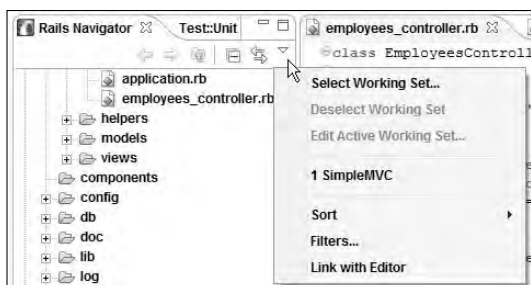 Rails Navigator Test::Unit
employees_controller.rb
class EmployeesControll
application.rb
employees_controller.rb
helpers
models
views
components
config
db
doc
lib
log
Select Working Set...
Deselect Working Set
Edit Active Working Set...
1 SimpleMVC
Sort
Filters...
Link with Editor